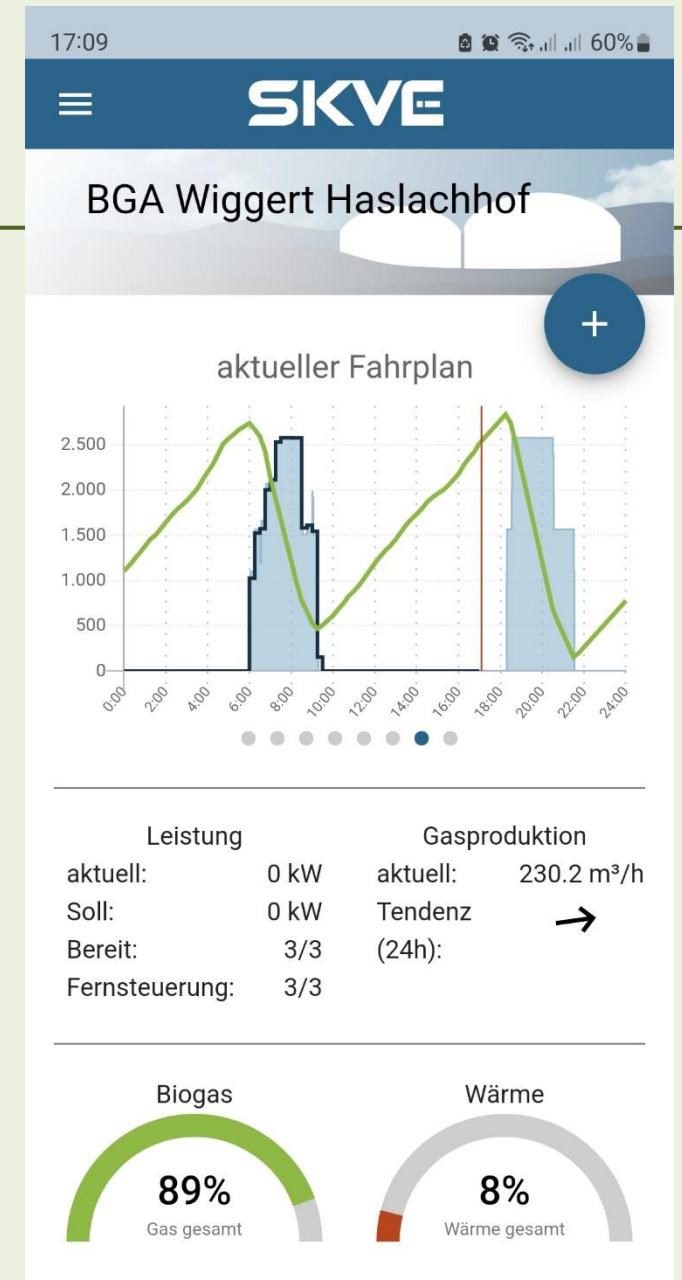 17:09 60%
SKVE
BGA Wiggert Haslachhof
+
aktueller Fahrplan
2.500
2.000
1.500
1.000
500
0
0:00 2:00 4:00 6:00 8:00 10:00 12:00 14:00 16:00 18:00 20:00 22:00 24:00
Leistung Gasproduktion
aktuell: 0 kW aktuell: 230.2 m³/h
Soll: 0 kW Tendenz →
Bereit: 3/3 (24h):
Fernsteuerung: 3/3
Biogas Wärme
89% 8%
Gas gesamt Wärme gesamt